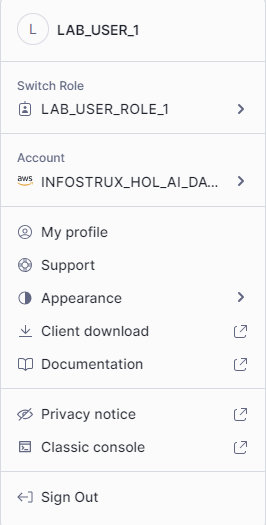 L LAB_USER_1
Switch Role
LAB_USER_ROLE_1
Account
aws INFOSTRUX_HOL_AI_DA...
My profile
Support
Appearance
Client download
Documentation
Privacy notice
Classic console
Sign Out